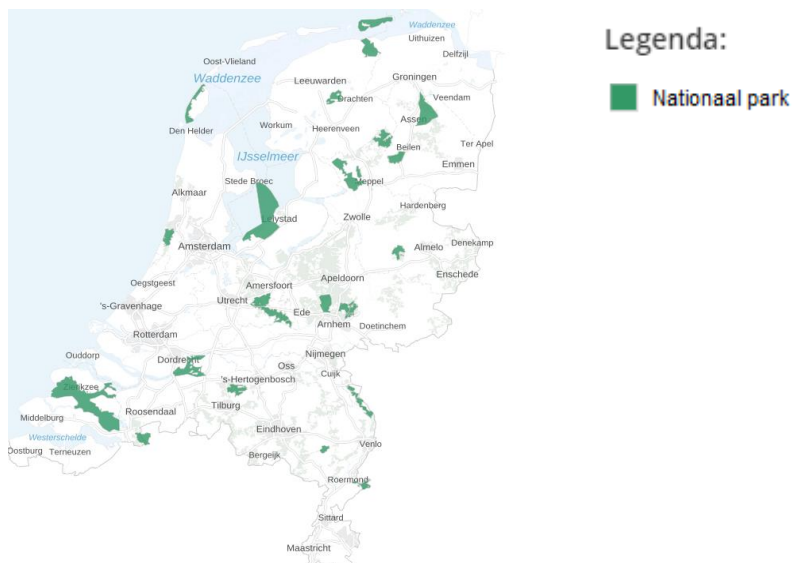 Legenda:
Nationaal park
Waddenzee
Uithuizen
Delfzijl
Oost-Vlieland
Waddenzee
Leeuwarden
Groningen
Drachten
Veendam
Den Helder
Workum
Heerenveen
Assen
Beilen
Ter Apel
IJsselmeer
Emmen
Stede Broec
Meppel
Alkmaar
Hardenberg
Lelystad
Zwolle
Amsterdam
Almelo
Denekamp
Enschede
Oegstgeest
Amersfoort
Apeldoorn
's-Gravenhage
Utrecht
Ede
Arnhem
Doetinchem
Rotterdam
Ouddorp
Dordrecht
Nijmegen
Oss
Cuijk
Zierikzee
's-Hertogenbosch
Middelburg
Roosendaal
Tilburg
Eindhoven
Westerschelde
Venlo
Oostburg
Terneuzen
Bergeijk
Roermond
Sittard
Maastricht